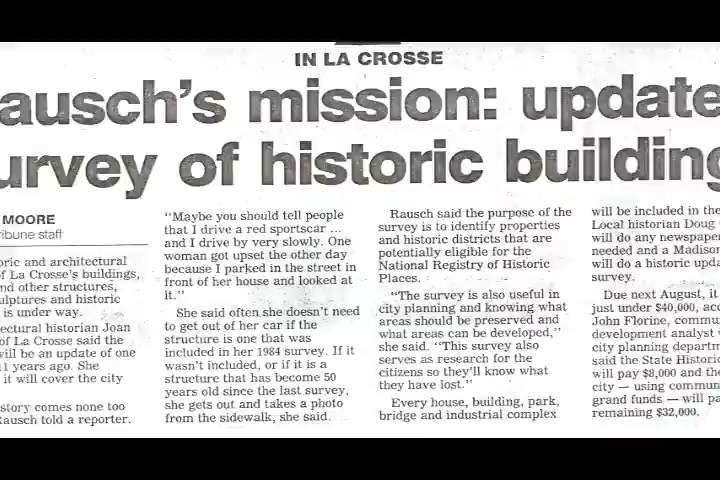 IN LA CROSSE
ausch's mission: update
urvey of historic building
MOORE
ribune staff
oric and architectural
f La Crosse's buildings,
nd other structures,
ulptures and historic
is under way.
ectural historian Joan
of La Crosse said the
will be an update of one
11 years ago. She
it will cover the city
story comes none too
Rausch told a reporter.
"Maybe you should tell people
that I drive a red sportscar ...
and I drive by very slowly. One
woman got upset the other day
because I parked in the street in
front of her house and looked at
it."
She said often she doesn't need
to get out of her car if the
structure is one that was
included in her 1984 survey. If it
wasn't included, or if it is a
structure that has become 50
years old since the last survey,
she gets out and takes a photo
from the sidewalk, she said.
Rausch said the purpose of the
survey is to identify properties
and historic districts that are
potentially eligible for the
National Registry of Historic
Places.
"The survey is also useful in
city planning and knowing what
areas should be preserved and
what areas can be developed,"
she said. "This survey also
serves as research for the
citizens so they'll know what
they have lost."
Every house, building, park,
bridge and industrial complex
will be included in the
Local historian Doug
will do any newspaper
needed and a Madison
will do a historic upda
survey.
Due next August, it
just under $40,000, acc
John Florine, commu
development analyst
city planning departm
said the State Historic
will pay $8,000 and the
city — using commun
grand funds — will pa
remaining $32,000.